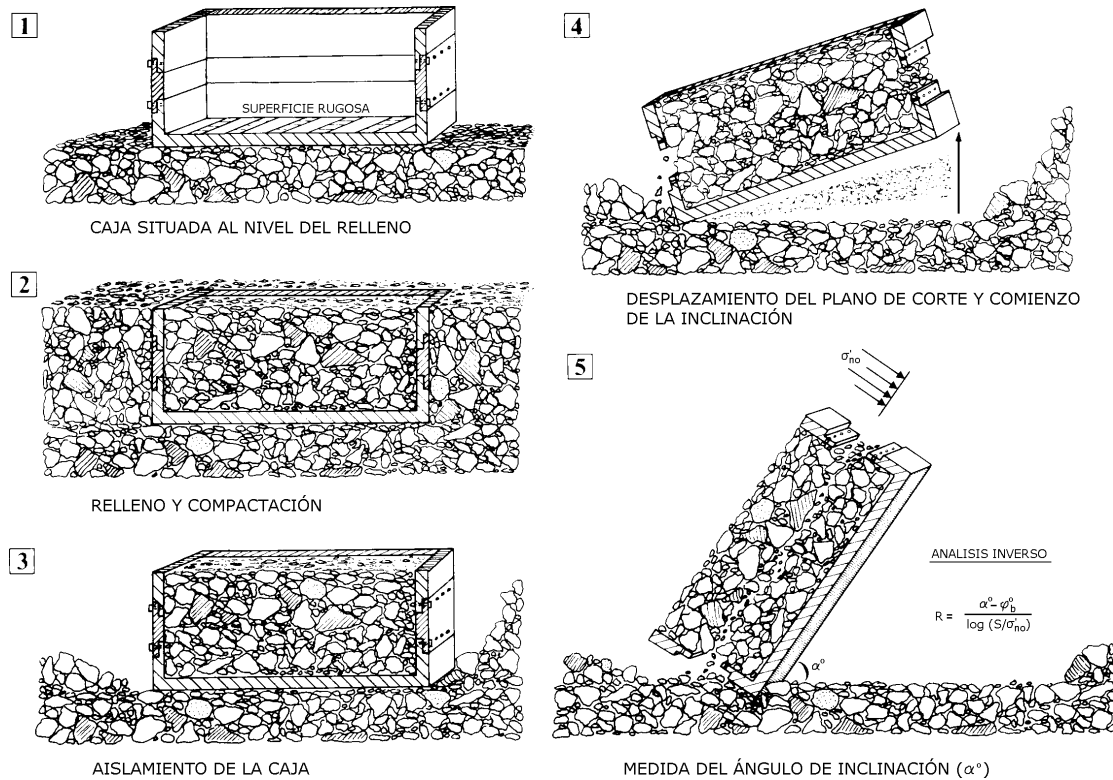 1
SUPERFICIE RUGOSA
CAJA SITUADA AL NIVEL DEL RELLENO
2
RELLENO Y COMPACTACIÓN
3
AISLAMIENTO DE LA CAJA
4
DESPLAZAMIENTO DEL PLANO DE CORTE Y COMIENZO
DE LA INCLINACIÓN
5
σ'no
ANALISIS INVERSO
R = α° - φ°b / log (S/σ'no)
α°
MEDIDA DEL ÁNGULO DE INCLINACIÓN (α°)